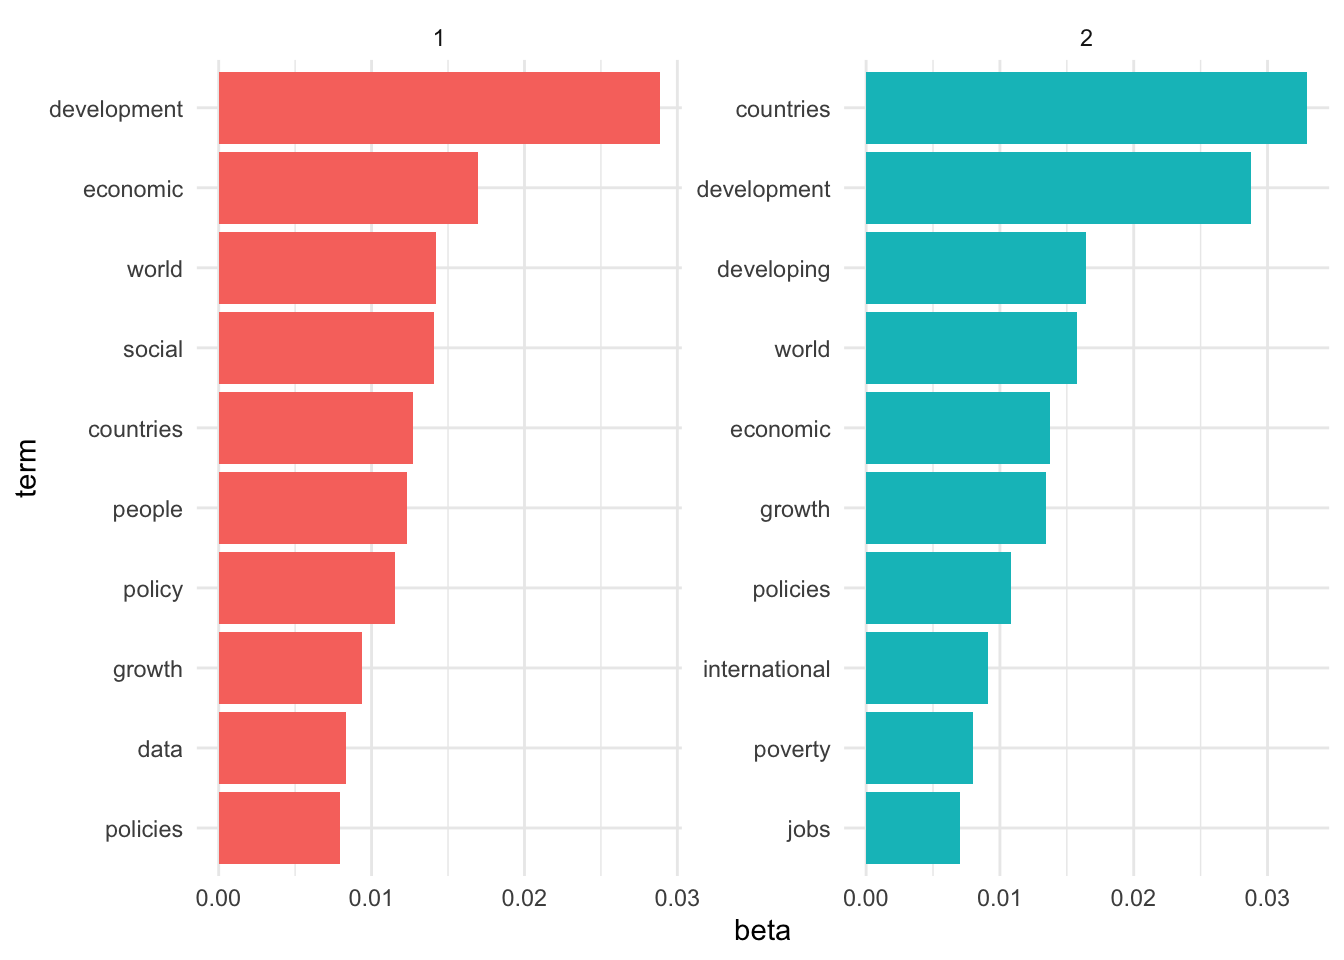 1
development
economic
world
social
countries
people
policy
growth
data
policies
0.00 0.01 0.02 0.03
2
countries
development
developing
world
economic
growth
policies
international
poverty
jobs
0.00 0.01 0.02 0.03
term
beta